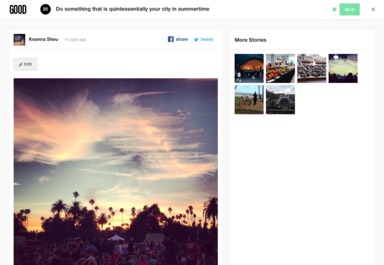 GOOD
Do something that is quintessentially your city in summertime
Do It
Keanna Sheu
14 days ago
share
tweet
Edit
More Stories